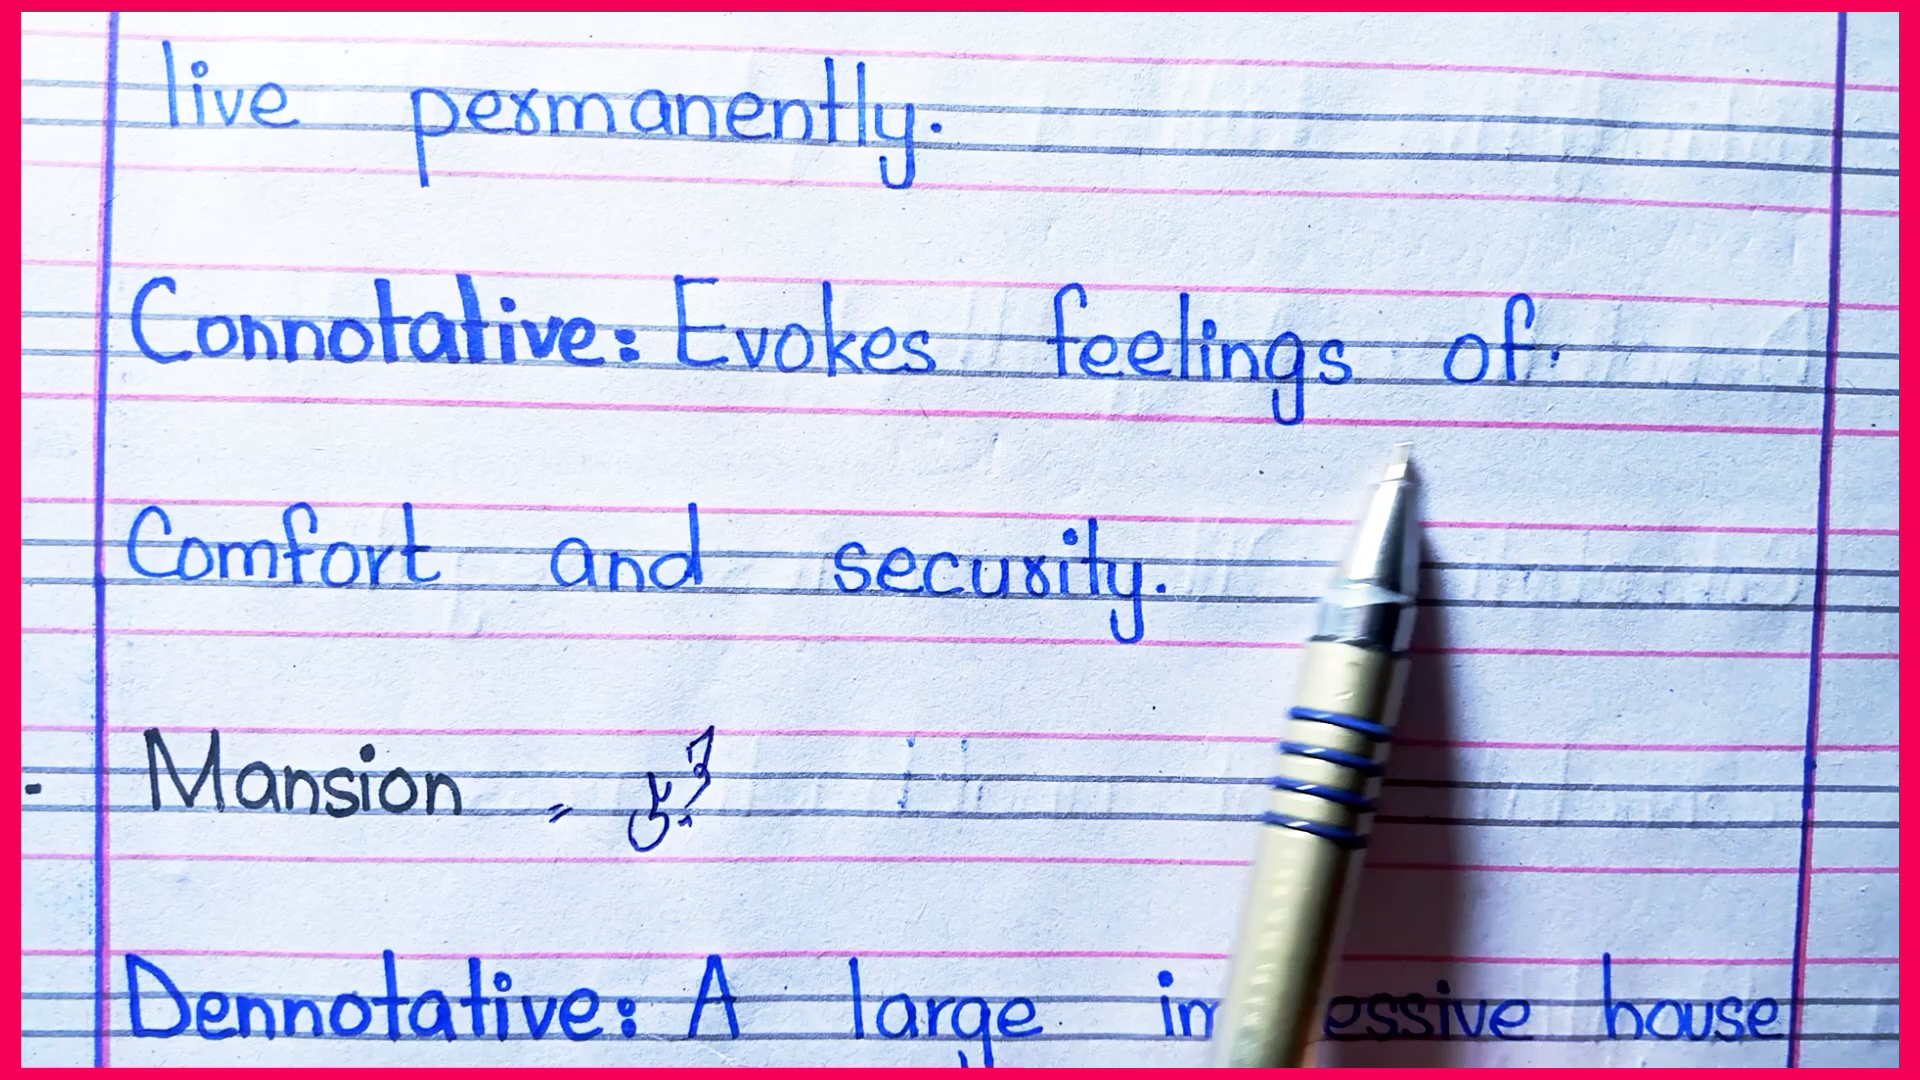 live permanently.
Connotative: Evokes feelings of
Comfort and security.
Mansion =
Dennotative: A large house